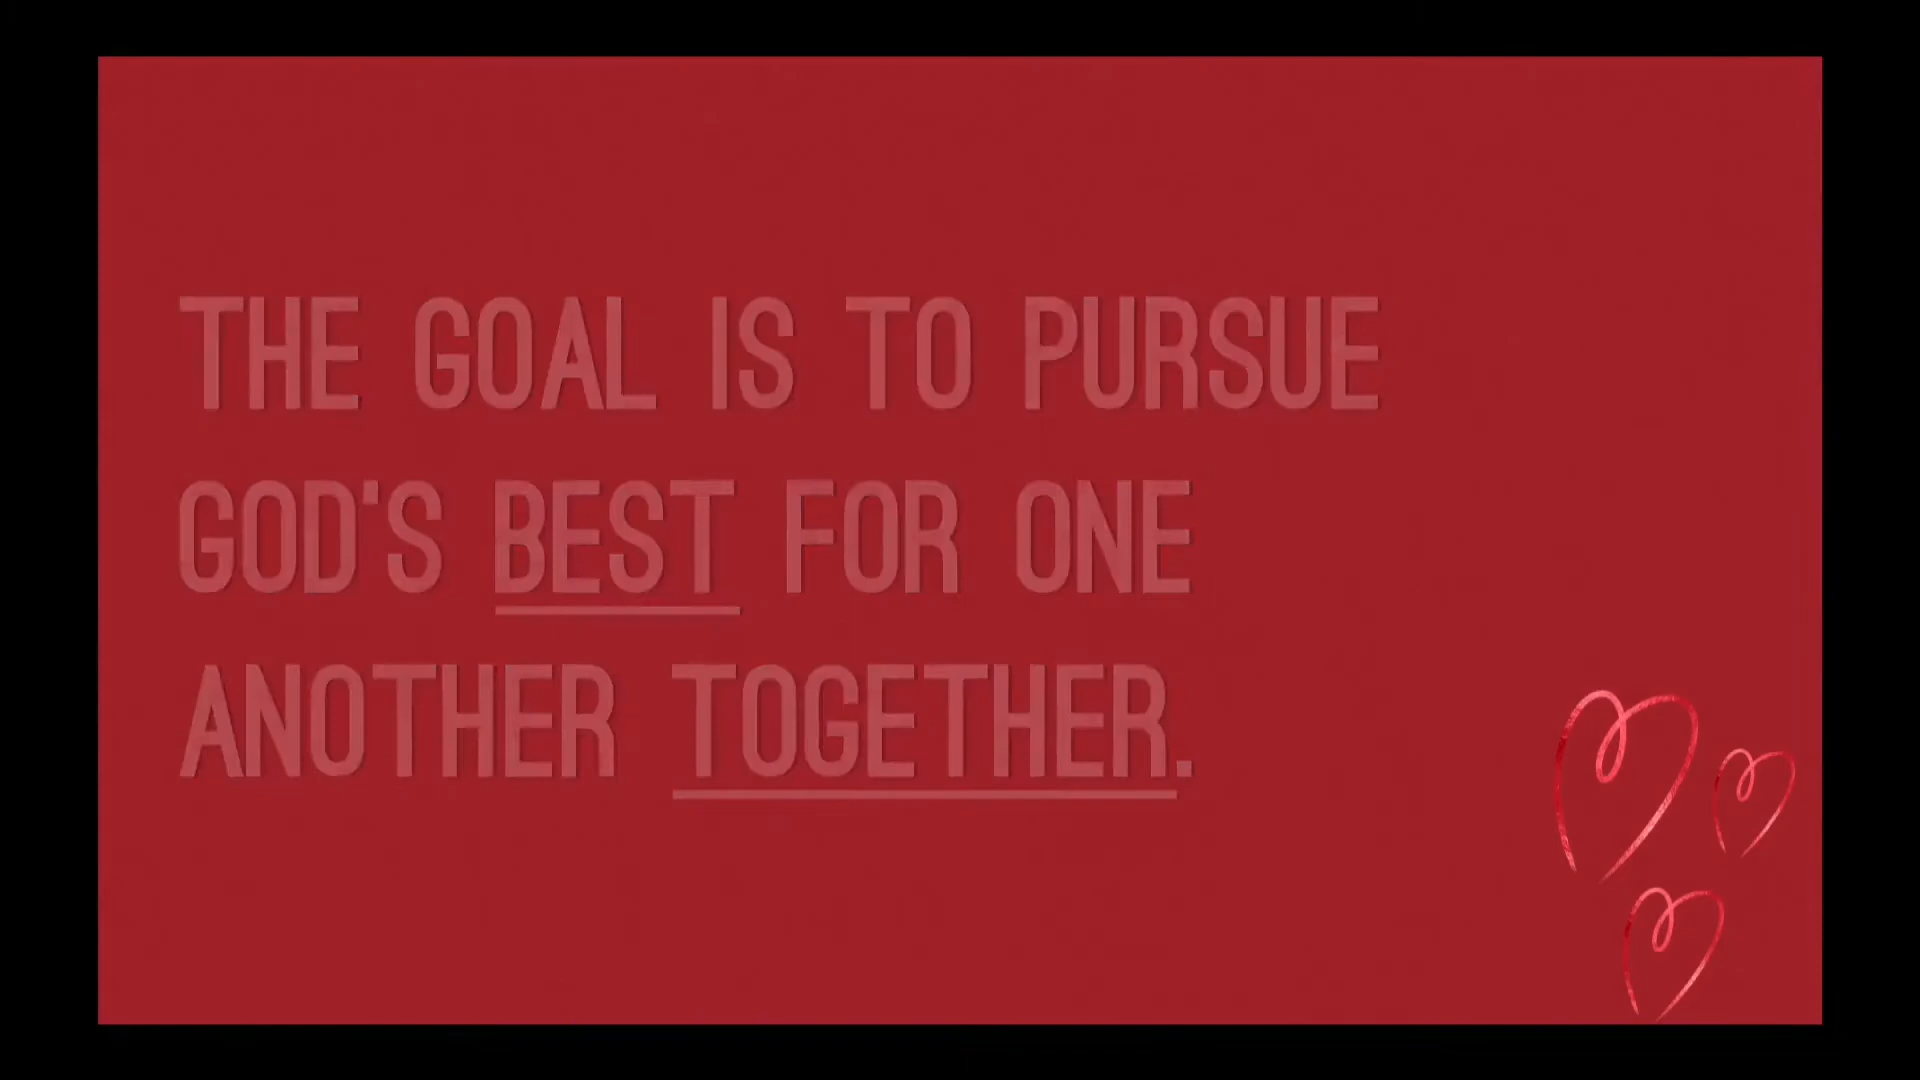 THE GOAL IS TO PURSUE
GOD'S BEST FOR ONE
ANOTHER TOGETHER.